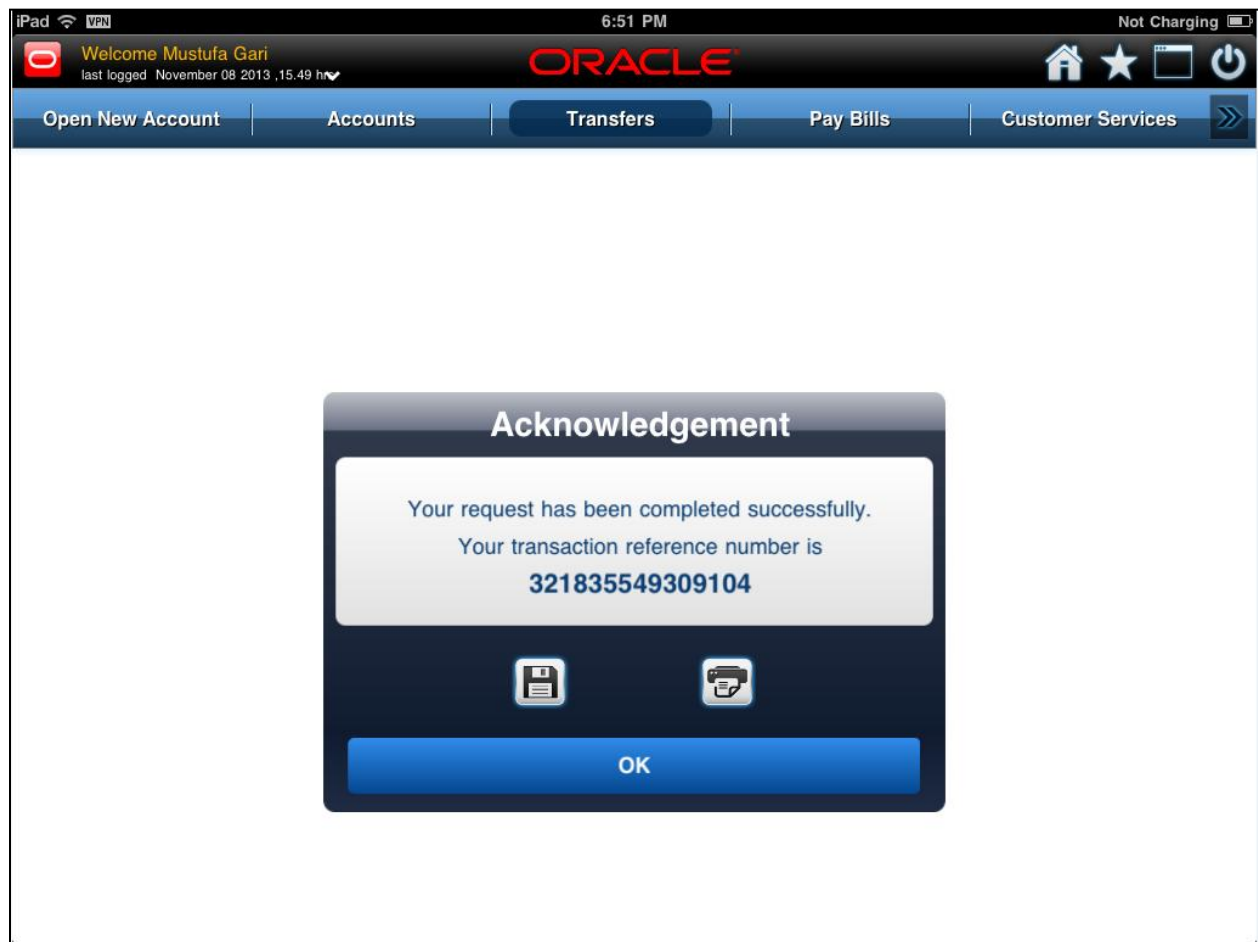 iPad VPN 6:51 PM Not Charging
Welcome Mustufa Gari
last logged November 08 2013 ,15.49 hr
ORACLE
Open New Account Accounts Transfers Pay Bills Customer Services
Acknowledgement
Your request has been completed successfully.
Your transaction reference number is
321835549309104
OK